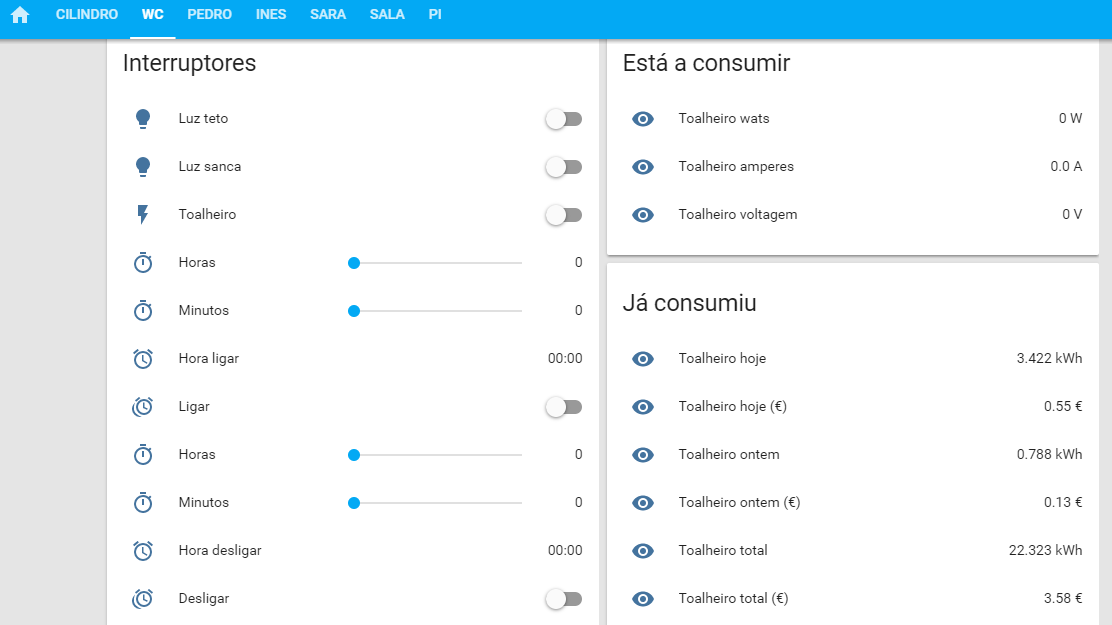 CILINDRO WC PEDRO INES SARA SALA PI
Interruptores
Luz teto
Luz sanca
Toalheiro
Horas 0
Minutos 0
Hora ligar 00:00
Ligar
Horas 0
Minutos 0
Hora desligar 00:00
Desligar
Está a consumir
Toalheiro wats 0 W
Toalheiro amperes 0.0 A
Toalheiro voltagem 0 V
Já consumiu
Toalheiro hoje 3.422 kWh
Toalheiro hoje (€) 0.55 €
Toalheiro ontem 0.788 kWh
Toalheiro ontem (€) 0.13 €
Toalheiro total 22.323 kWh
Toalheiro total (€) 3.58 €